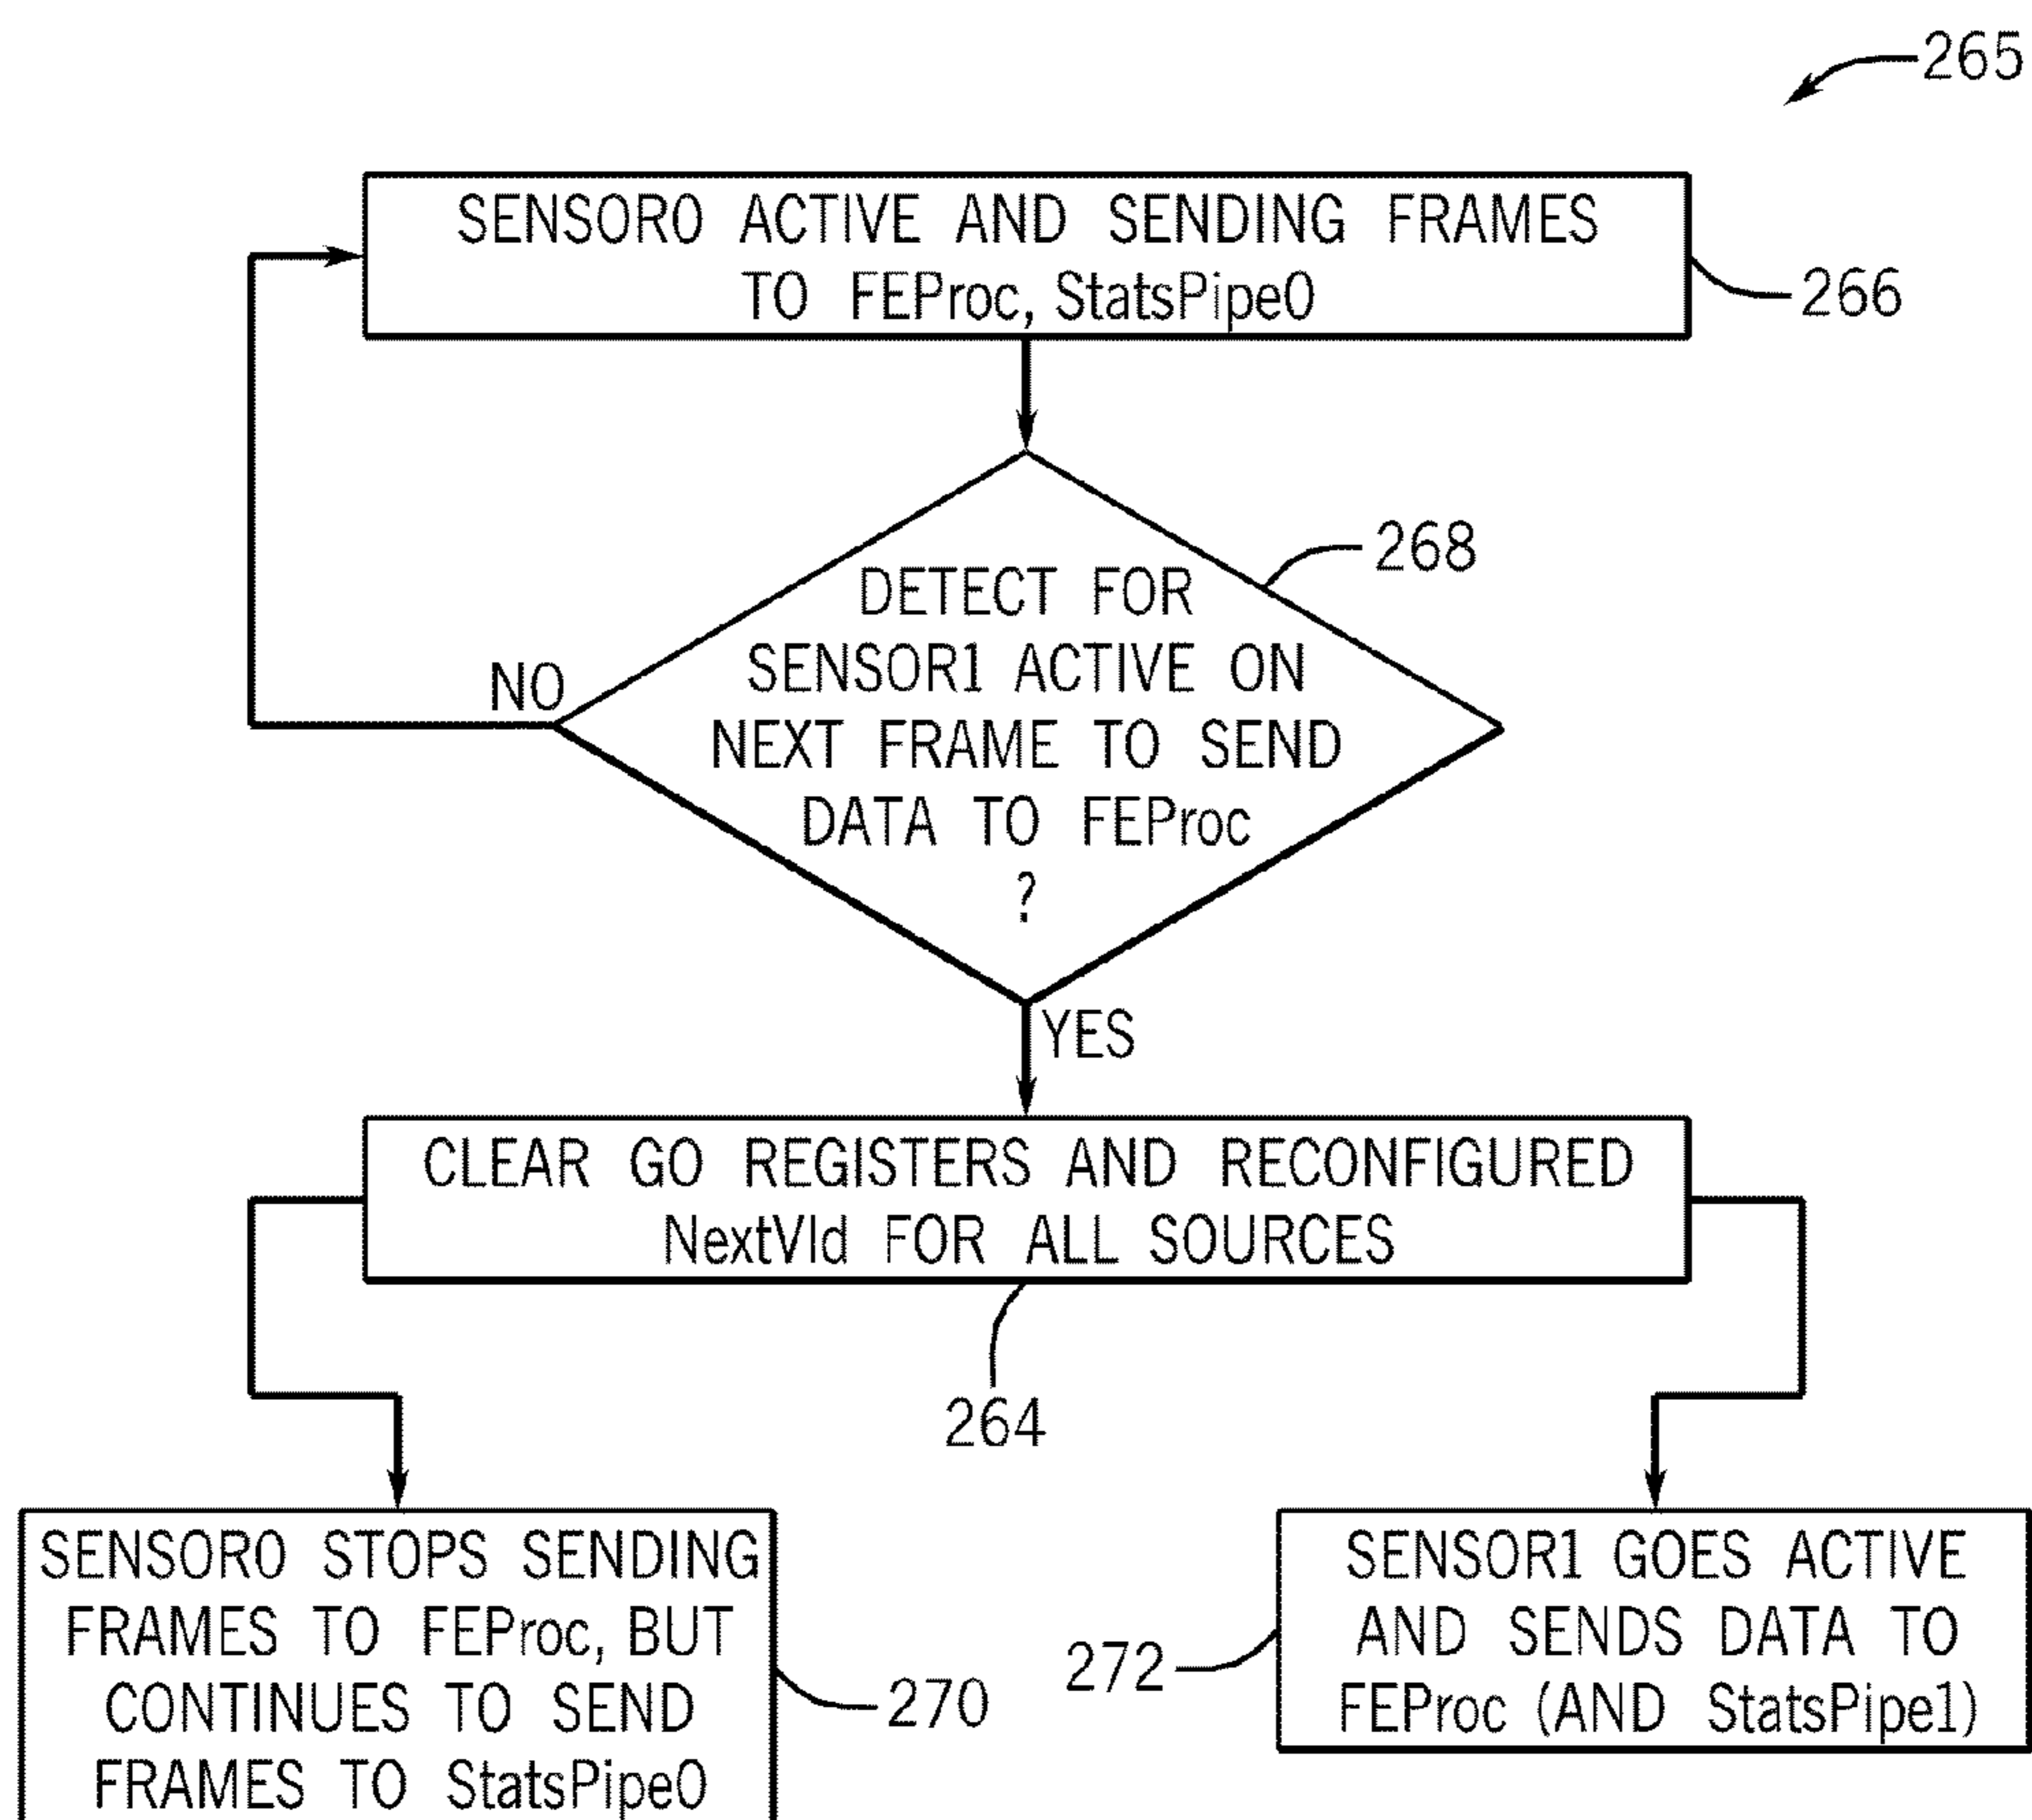 265
SENSOR0 ACTIVE AND SENDING FRAMES
TO FEProc, StatsPipe0
266
268
DETECT FOR
SENSOR1 ACTIVE ON
NEXT FRAME TO SEND
DATA TO FEProc
?
NO
YES
CLEAR GO REGISTERS AND RECONFIGURED
NextVld FOR ALL SOURCES
264
SENSOR0 STOPS SENDING
FRAMES TO FEProc, BUT
CONTINUES TO SEND
FRAMES TO StatsPipe0
270
272
SENSOR1 GOES ACTIVE
AND SENDS DATA TO
FEProc (AND StatsPipe1)